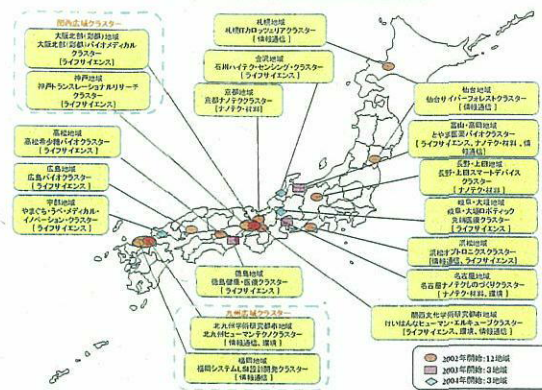 関西広域クラスター
大阪北部(彩都)地域
大阪北部(彩都)バイオメディカル
クラスター
[ライフサイエンス]
神戸地域
神戸トランスレーショナルリサーチ
クラスター
[ライフサイエンス]
高松地域
高松希少糖バイオクラスター
[ライフサイエンス]
広島地域
広島バイオクラスター
[ライフサイエンス]
宇部地域
やまぐち・うべ・メディカル・
イノベーション・クラスター
[ライフサイエンス]
札幌地域
札幌ITカロッツェリアクラスター
[情報通信]
金沢地域
石川ハイテク・センシング・クラスター
[ライフサイエンス]
京都地域
京都ナノテククラスター
[ナノテク・材料]
仙台地域
仙台サイバーフォレストクラスター
[情報通信]
富山・高岡地域
とやま医薬バイオクラスター
[ライフサイエンス、ナノテク・材料、情
報通信]
長野・上田地域
長野・上田スマートデバイス
クラスター
[ナノテク・材料]
岐阜・大垣地域
岐阜・大垣ロボティック
先端医療クラスター
[ライフサイエンス]
浜松地域
浜松オプトロニクスクラスター
[情報通信、ライフサイエンス]
名古屋地域
名古屋ナノテクものづくりクラスター
[ナノテク・材料、環境]
徳島地域
徳島健康・医療クラスター
[ライフサイエンス]
関西文化学術研究都市地域
けいはんなヒューマン・エルキューブクラスター
[ライフサイエンス、環境、情報通信]
九州広域クラスター
北九州学術研究都市地域
北九州ヒューマンテクノクラスター
[情報通信、環境]
福岡地域
福岡システムLSI設計開発クラスター
[情報通信]
2002年開始:12地域
2003年開始:3地域
2004年開始:3地域